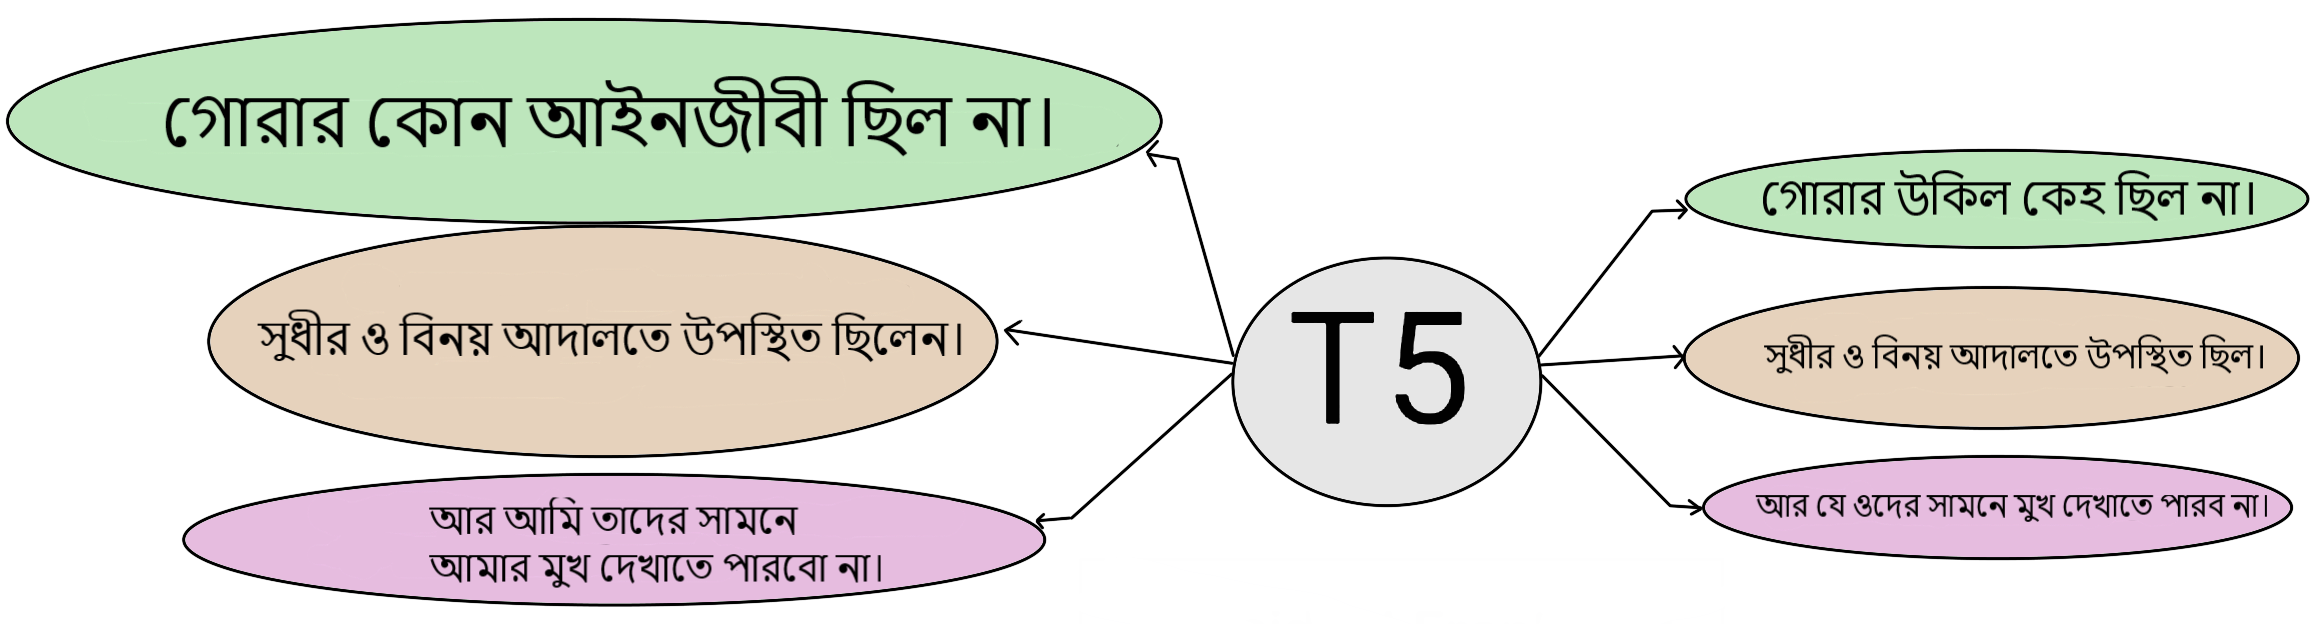 গোরার কোন আইনজীবী ছিল না।
সুধীর ও বিনয় আদালতে উপস্থিত ছিলেন।
আর আমি তাদের সামনে
আমার মুখ দেখাতে পারবো না।
T5
গোরার উকিল কেহ ছিল না।
সুধীর ও বিনয় আদালতে উপস্থিত ছিল।
আর যে ওদের সামনে মুখ দেখাতে পারব না।